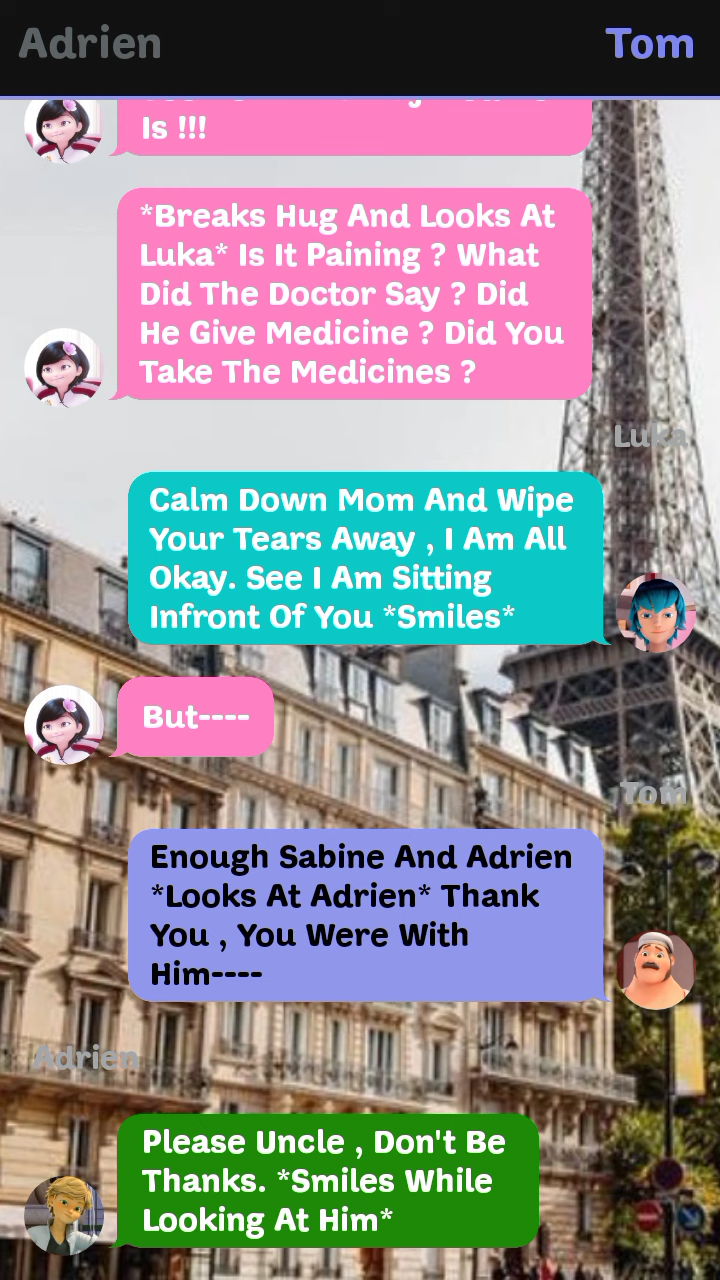 Adrien
Tom
Is !!!
*Breaks Hug And Looks At
Luka* Is It Paining ? What
Did The Doctor Say ? Did
He Give Medicine ? Did You
Take The Medicines ?
Luka
Calm Down Mom And Wipe
Your Tears Away , I Am All
Okay. See I Am Sitting
Infront Of You *Smiles*
But----
Tom
Enough Sabine And Adrien
*Looks At Adrien* Thank
You , You Were With
Him----
Adrien
Please Uncle , Don't Be
Thanks. *Smiles While
Looking At Him*